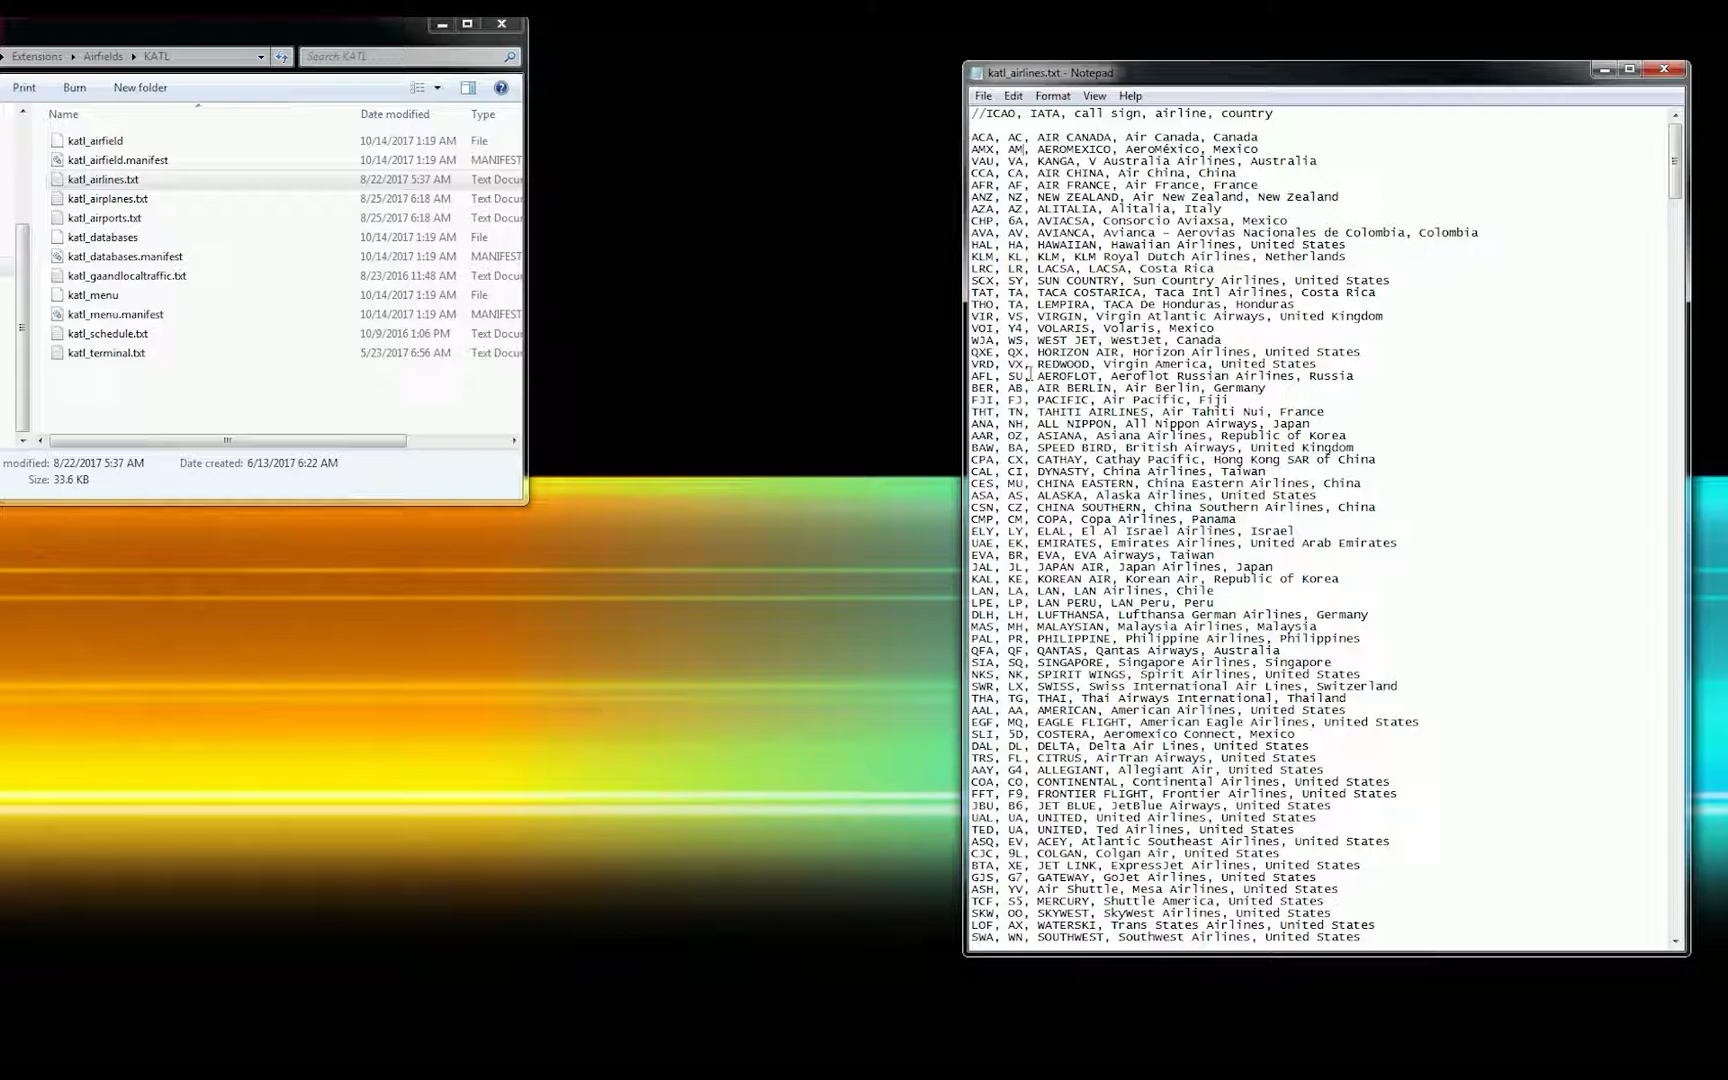 Extensions Airfields KATL Search KATL
Print Burn New folder
Name Date modified Type
katl_airfield 10/14/2017 1:19 AM File
katl_airfield.manifest 10/14/2017 1:19 AM MANIFEST
katl_airlines.txt 8/22/2017 5:37 AM Text Docu
katl_airplanes.txt 8/25/2017 6:18 AM Text Docu
katl_airports.txt 8/25/2017 6:18 AM Text Docu
katl_databases 10/14/2017 1:19 AM File
katl_databases.manifest 10/14/2017 1:19 AM MANIFEST
katl_gaandlocaltraffic.txt 8/23/2016 11:48 AM Text Docu
katl_menu 10/14/2017 1:19 AM File
katl_menu.manifest 10/14/2017 1:19 AM MANIFEST
katl_schedule.txt 10/9/2016 1:06 PM Text Docu
katl_terminal.txt 5/23/2017 6:56 AM Text Docu
modified: 8/22/2017 5:37 AM Date created: 6/13/2017 6:22 AM
Size: 33.6 KB
katl_airlines.txt - Notepad
File Edit Format View Help
//ICAO, IATA, call sign, airline, country
ACA, AC, AIR CANADA, Air Canada, Canada
AMX, AM, AEROMEXICO, AeroMéxico, Mexico
VAU, VA, KANGA, V Australia Airlines, Australia
CCA, CA, AIR CHINA, Air China, China
AFR, AF, AIR FRANCE, Air France, France
ANZ, NZ, NEW ZEALAND, Air New Zealand, New Zealand
AZA, AZ, ALITALIA, Alitalia, Italy
CHP, 6A, AVIACSA, Consorcio Aviaxsa, Mexico
AVA, AV, AVIANCA, Avianca - Aerovias Nacionales de Colombia, Colombia
HAL, HA, HAWAIIAN, Hawaiian Airlines, United States
KLM, KL, KLM, KLM Royal Dutch Airlines, Netherlands
LRC, LR, LACSA, LACSA, Costa Rica
SCX, SY, SUN COUNTRY, Sun Country Airlines, United States
TAT, TA, TACA COSTARICA, Taca Intl Airlines, Costa Rica
THO, TA, LEMPIRA, TACA De Honduras, Honduras
VIR, VS, VIRGIN, Virgin Atlantic Airways, United Kingdom
VOI, Y4, VOLARIS, Volaris, Mexico
WJA, WS, WEST JET, WestJet, Canada
QXE, QX, HORIZON AIR, Horizon Airlines, United States
VRD, VX, REDWOOD, Virgin America, United States
AFL, SU, AEROFLOT, Aeroflot Russian Airlines, Russia
BER, AB, AIR BERLIN, Air Berlin, Germany
FJI, FJ, PACIFIC, Air Pacific, Fiji
THT, TN, TAHITI AIRLINES, Air Tahiti Nui, France
ANA, NH, ALL NIPPON, All Nippon Airways, Japan
AAR, OZ, ASIANA, Asiana Airlines, Republic of Korea
BAW, BA, SPEED BIRD, British Airways, United Kingdom
CPA, CX, CATHAY, Cathay Pacific, Hong Kong SAR of China
CAL, CI, DYNASTY, China Airlines, Taiwan
CES, MU, CHINA EASTERN, China Eastern Airlines, China
ASA, AS, ALASKA, Alaska Airlines, United States
CSN, CZ, CHINA SOUTHERN, China Southern Airlines, China
CMP, CM, COPA, Copa Airlines, Panama
ELY, LY, ELAL, El Al Israel Airlines, Israel
UAE, EK, EMIRATES, Emirates Airlines, United Arab Emirates
EVA, BR, EVA, EVA Airways, Taiwan
JAL, JL, JAPAN AIR, Japan Airlines, Japan
KAL, KE, KOREAN AIR, Korean Air, Republic of Korea
LAN, LA, LAN, LAN Airlines, Chile
LPE, LP, LAN PERU, LAN Peru, Peru
DLH, LH, LUFTHANSA, Lufthansa German Airlines, Germany
MAS, MH, MALAYSIAN, Malaysia Airlines, Malaysia
PAL, PR, PHILIPPINE, Philippine Airlines, Philippines
QFA, QF, QANTAS, Qantas Airways, Australia
SIA, SQ, SINGAPORE, Singapore Airlines, Singapore
NKS, NK, SPIRIT WINGS, Spirit Airlines, United States
SWR, LX, SWISS, Swiss International Air Lines, Switzerland
THA, TG, THAI, Thai Airways International, Thailand
AAL, AA, AMERICAN, American Airlines, United States
EGF, MQ, EAGLE FLIGHT, American Eagle Airlines, United States
SLI, 5D, COSTERA, Aeromexico Connect, Mexico
DAL, DL, DELTA, Delta Air Lines, United States
TRS, FL, CITRUS, AirTran Airways, United States
AAY, G4, ALLEGIANT, Allegiant Air, United States
COA, CO, CONTINENTAL, Continental Airlines, United States
FFT, F9, FRONTIER FLIGHT, Frontier Airlines, United States
JBU, B6, JET BLUE, JetBlue Airways, United States
UAL, UA, UNITED, United Airlines, United States
TED, UA, UNITED, Ted Airlines, United States
ASQ, EV, ACEY, Atlantic Southeast Airlines, United States
CJC, 9L, COLGAN, Colgan Air, United States
BTA, XE, JET LINK, ExpressJet Airlines, United States
GJS, G7, GATEWAY, GoJet Airlines, United States
ASH, YV, Air Shuttle, Mesa Airlines, United States
TCF, S5, MERCURY, Shuttle America, United States
SKW, OO, SKYWEST, SkyWest Airlines, United States
LOF, AX, WATERSKI, Trans States Airlines, United States
SWA, WN, SOUTHWEST, Southwest Airlines, United States